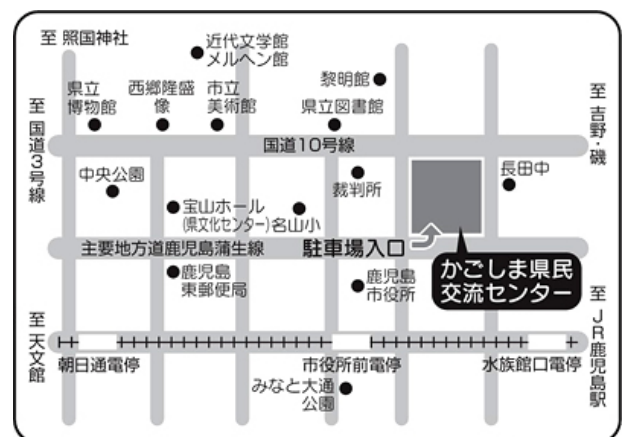 至 照国神社
近代文学館
メルヘン館
県立
博物館
西郷隆盛
像
市立
美術館
黎明館
県立図書館
至 国道3号線
至 吉野・磯
国道10号線
中央公園
宝山ホール
(県文化センター)
名山小
裁判所
長田中
主要地方道鹿児島蒲生線
駐車場入口
鹿児島
東郵便局
鹿児島
市役所
かごしま県民
交流センター
至 天文館
至 JR鹿児島駅
朝日通電停
市役所前電停
水族館口電停
みなと大通
公園